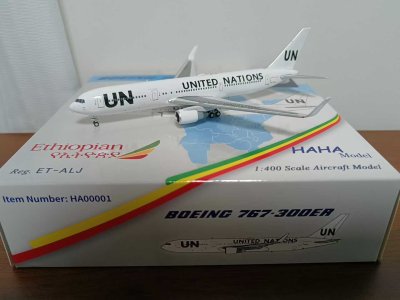 UN UNITED NATIONS UN
UN
Ethiopian
የኢትዮጵያ
HAHA
Model
Reg. ET-ALJ
1:400 Scale Aircraft Model
Item Number: HA00001
BOEING 767-300ER
UN UNITED NATIONS UN